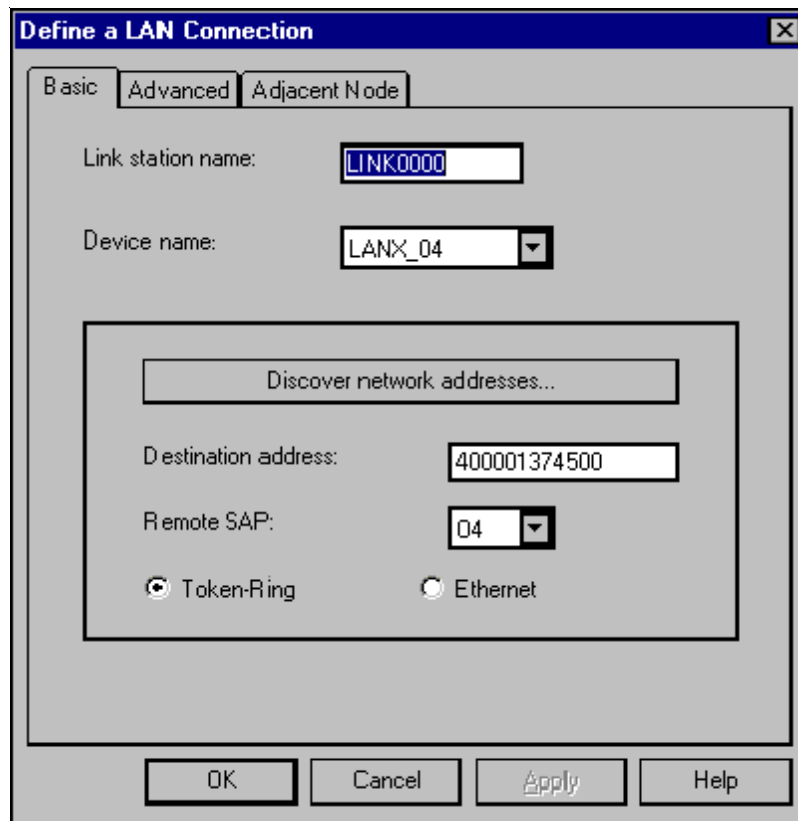 Define a LAN Connection
Basic Advanced Adjacent Node
Link station name: LINK0000
Device name: LANX_04
Discover network addresses...
Destination address: 400001374500
Remote SAP: 04
Token-Ring Ethernet
OK Cancel Apply Help